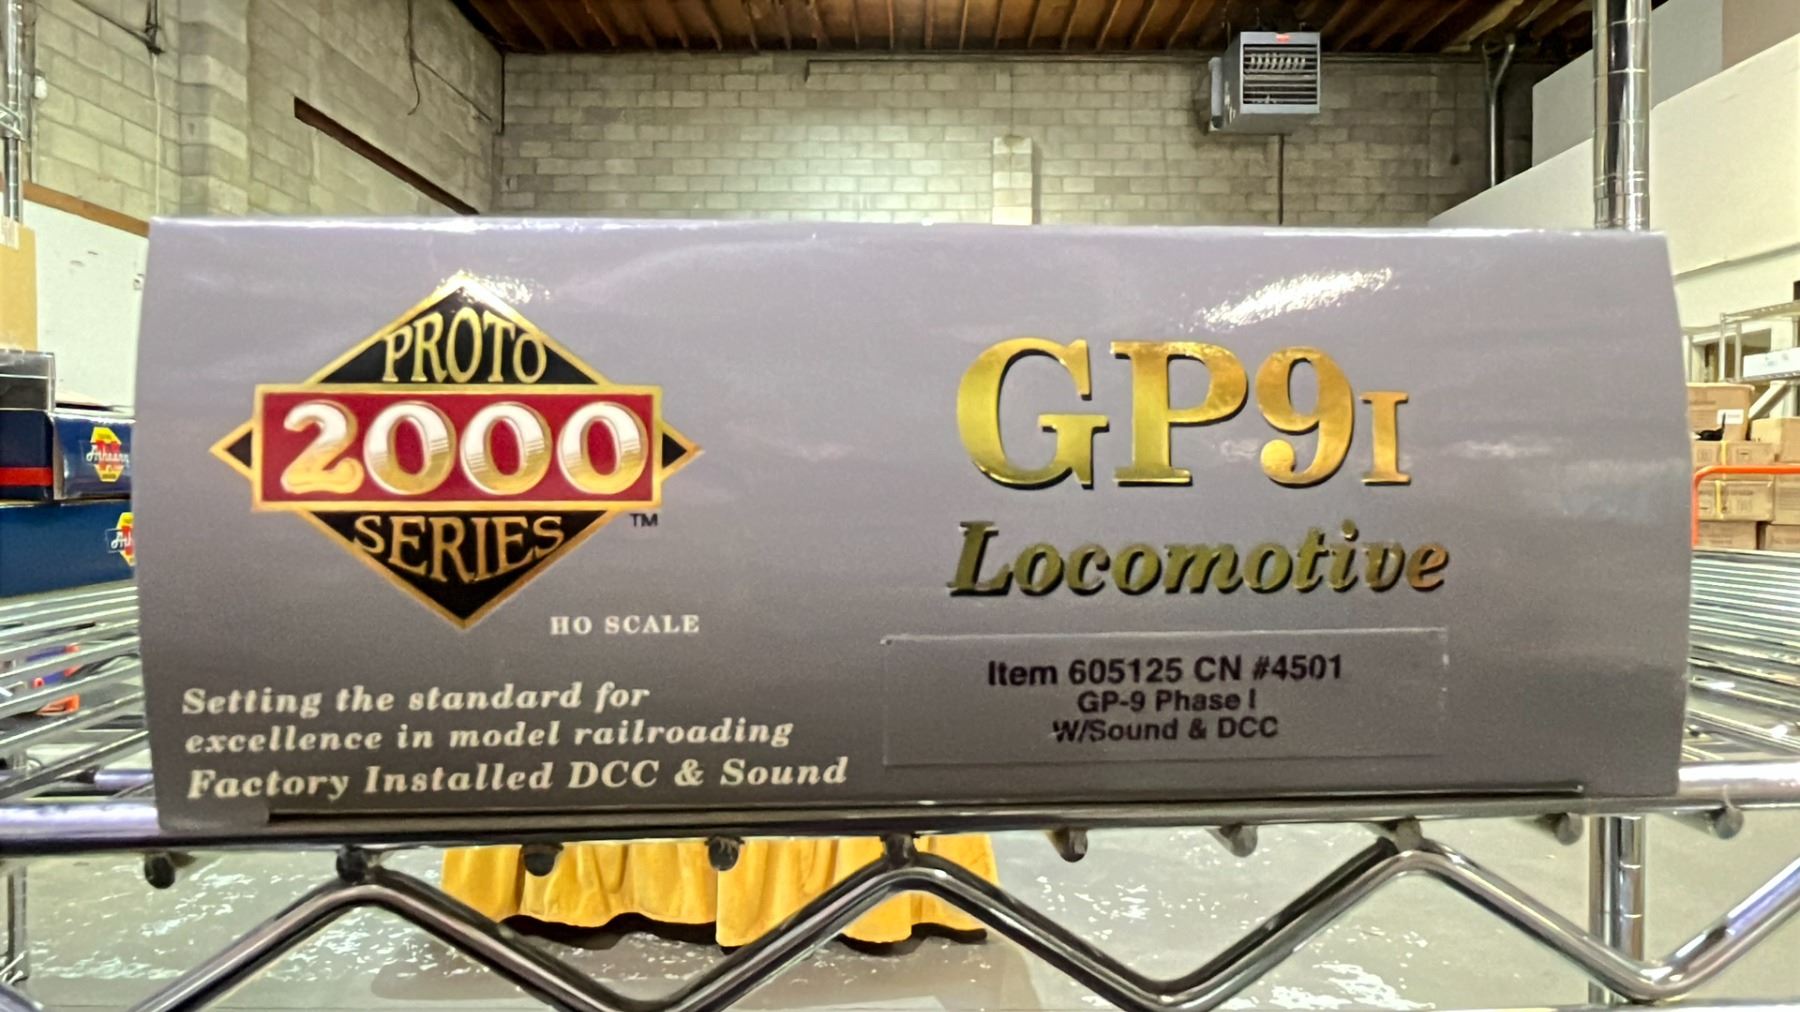 PROTO
2000
SERIES
TM
HO SCALE
Setting the standard for
excellence in model railroading
Factory Installed DCC & Sound
GP9I
Locomotive
Item 605125 CN #4501
GP-9 Phase I
W/Sound & DCC
Athearn